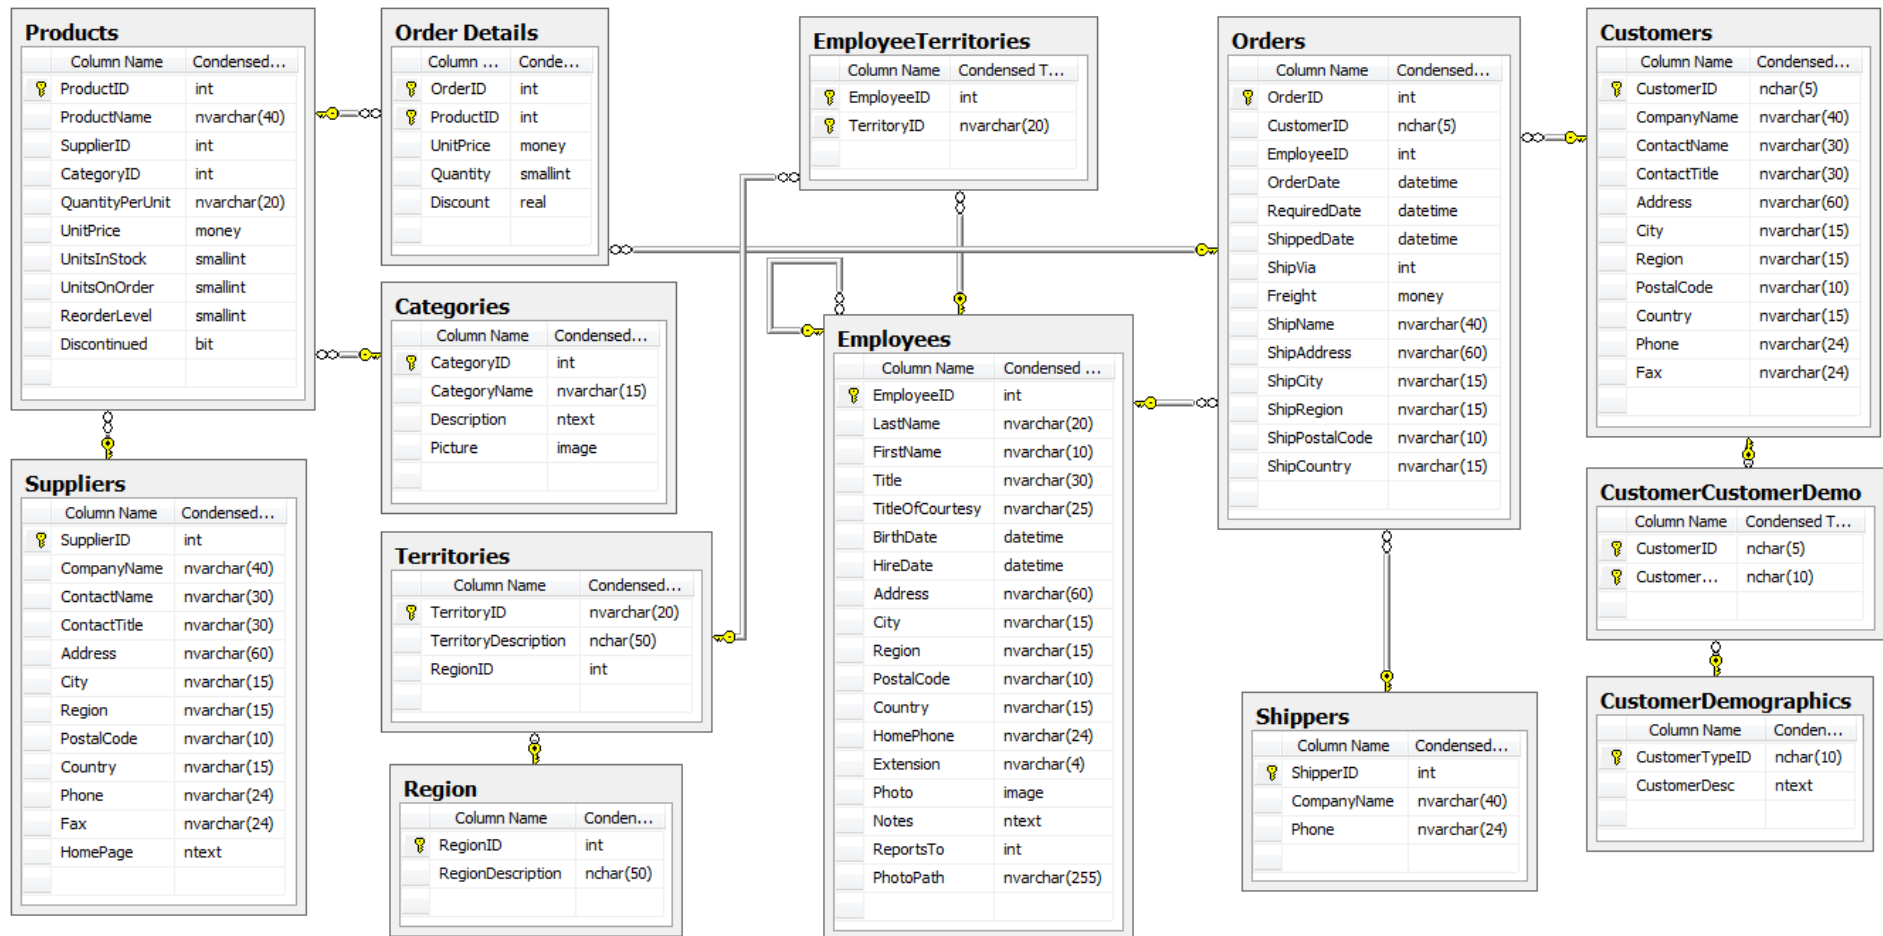 Products
Column Name Condensed...
ProductID int
ProductName nvarchar(40)
SupplierID int
CategoryID int
QuantityPerUnit nvarchar(20)
UnitPrice money
UnitsInStock smallint
UnitsOnOrder smallint
ReorderLevel smallint
Discontinued bit
Suppliers
Column Name Condensed...
SupplierID int
CompanyName nvarchar(40)
ContactName nvarchar(30)
ContactTitle nvarchar(30)
Address nvarchar(60)
City nvarchar(15)
Region nvarchar(15)
PostalCode nvarchar(10)
Country nvarchar(15)
Phone nvarchar(24)
Fax nvarchar(24)
HomePage ntext
Order Details
Column ... Conde...
OrderID int
ProductID int
UnitPrice money
Quantity smallint
Discount real
Categories
Column Name Condensed...
CategoryID int
CategoryName nvarchar(15)
Description ntext
Picture image
Territories
Column Name Condensed...
TerritoryID nvarchar(20)
TerritoryDescription nchar(50)
RegionID int
Region
Column Name Conden...
RegionID int
RegionDescription nchar(50)
EmployeeTerritories
Column Name Condensed T...
EmployeeID int
TerritoryID nvarchar(20)
Employees
Column Name Condensed ...
EmployeeID int
LastName nvarchar(20)
FirstName nvarchar(10)
Title nvarchar(30)
TitleOfCourtesy nvarchar(25)
BirthDate datetime
HireDate datetime
Address nvarchar(60)
City nvarchar(15)
Region nvarchar(15)
PostalCode nvarchar(10)
Country nvarchar(15)
HomePhone nvarchar(24)
Extension nvarchar(4)
Photo image
Notes ntext
ReportsTo int
PhotoPath nvarchar(255)
Orders
Column Name Condensed...
OrderID int
CustomerID nchar(5)
EmployeeID int
OrderDate datetime
RequiredDate datetime
ShippedDate datetime
ShipVia int
Freight money
ShipName nvarchar(40)
ShipAddress nvarchar(60)
ShipCity nvarchar(15)
ShipRegion nvarchar(15)
ShipPostalCode nvarchar(10)
ShipCountry nvarchar(15)
Shippers
Column Name Condensed...
ShipperID int
CompanyName nvarchar(40)
Phone nvarchar(24)
Customers
Column Name Condensed...
CustomerID nchar(5)
CompanyName nvarchar(40)
ContactName nvarchar(30)
ContactTitle nvarchar(30)
Address nvarchar(60)
City nvarchar(15)
Region nvarchar(15)
PostalCode nvarchar(10)
Country nvarchar(15)
Phone nvarchar(24)
Fax nvarchar(24)
CustomerCustomerDemo
Column Name Condensed T...
CustomerID nchar(5)
Customer... nchar(10)
CustomerDemographics
Column Name Conden...
CustomerTypeID nchar(10)
CustomerDesc ntext